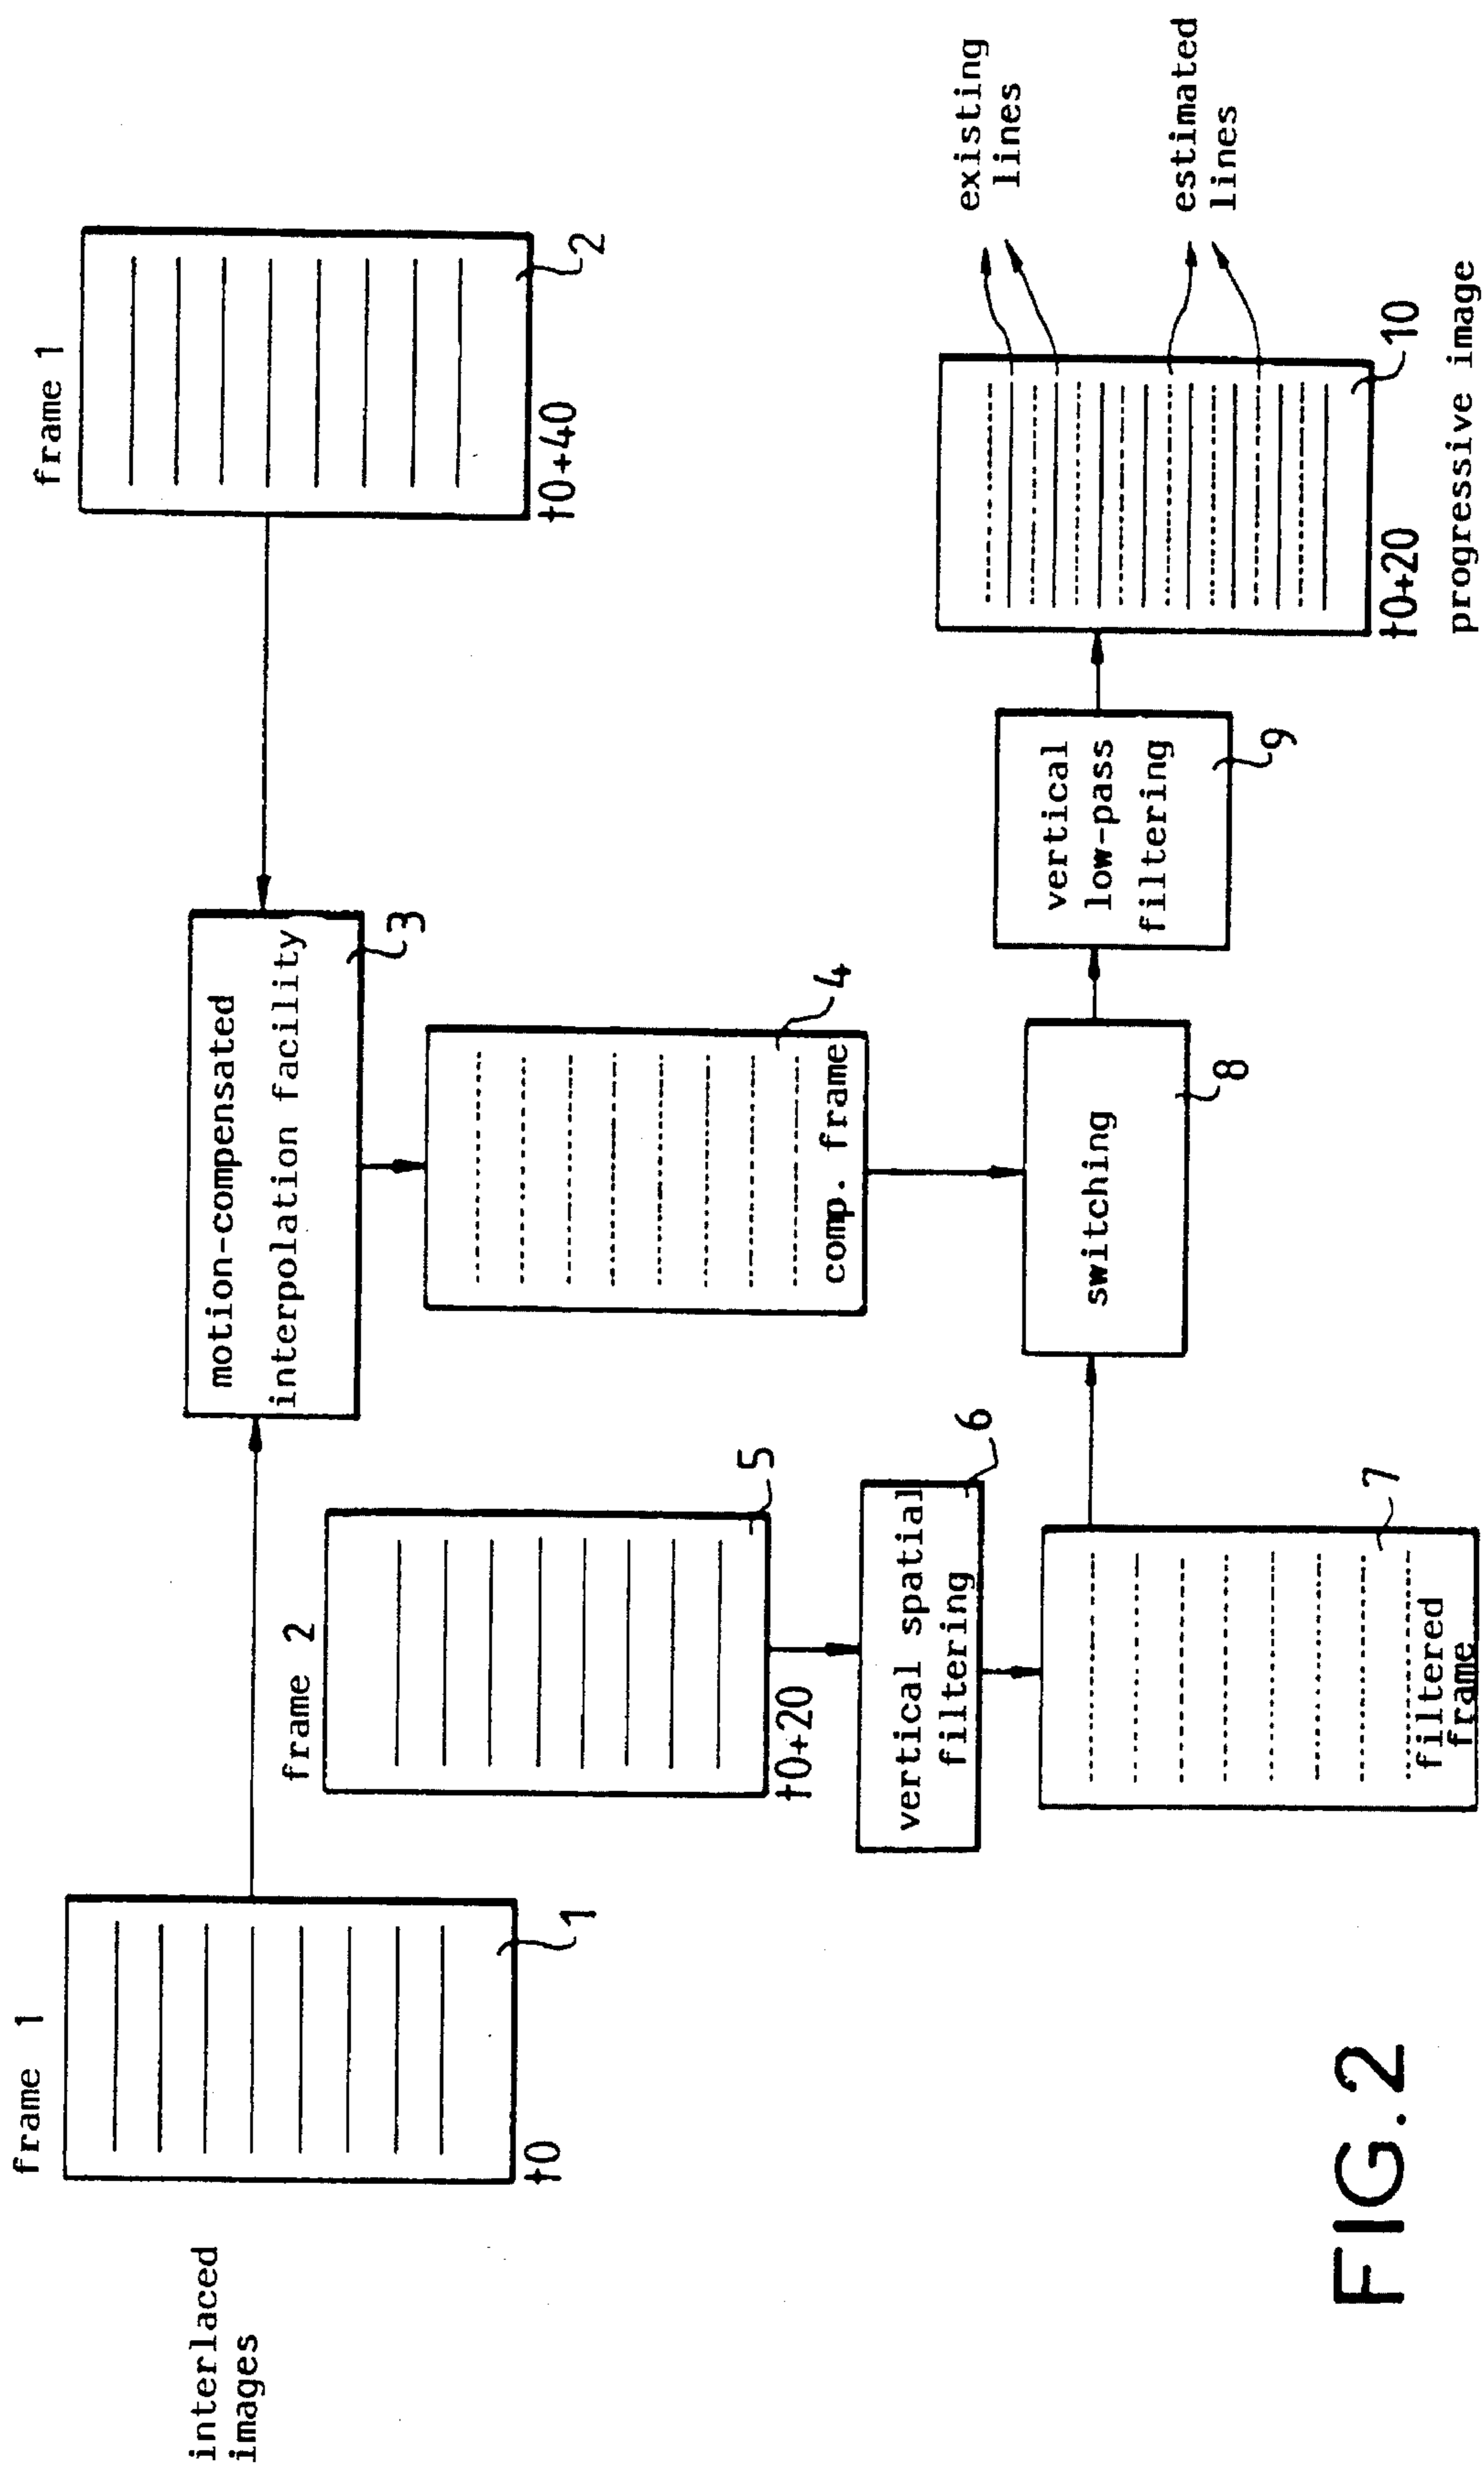 interlaced
images
frame 1
t0
1
frame 2
t0+20
5
frame 1
t0+40
2
motion-compensated
interpolation facility
3
comp. frame
4
vertical spatial
filtering
6
filtered
frame
7
switching
8
vertical
low-pass
filtering
9
t0+20
10
progressive image
existing
lines
estimated
lines
FIG.2